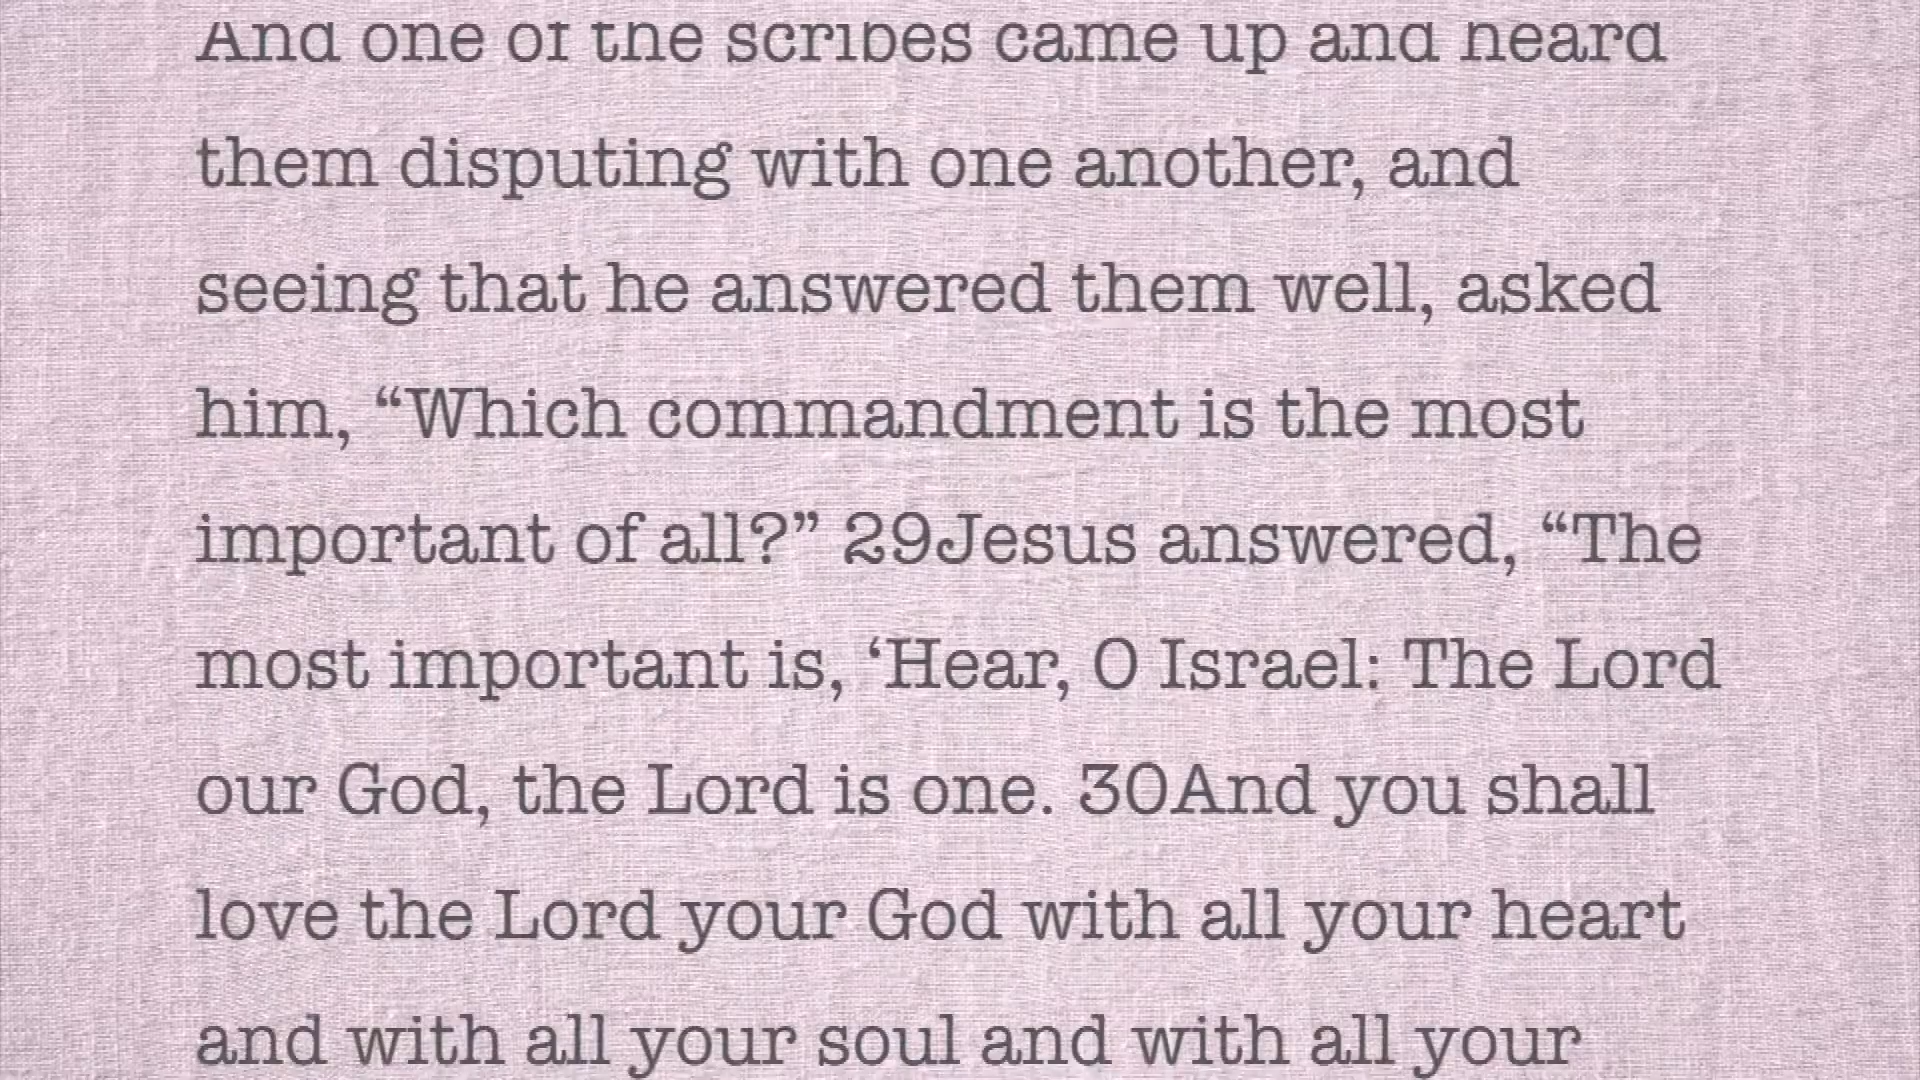 And one of the scribes came up and heard
them disputing with one another, and
seeing that he answered them well, asked
him, “Which commandment is the most
important of all?” 29Jesus answered, “The
most important is, ‘Hear, O Israel: The Lord
our God, the Lord is one. 30And you shall
love the Lord your God with all your heart
and with all your soul and with all your